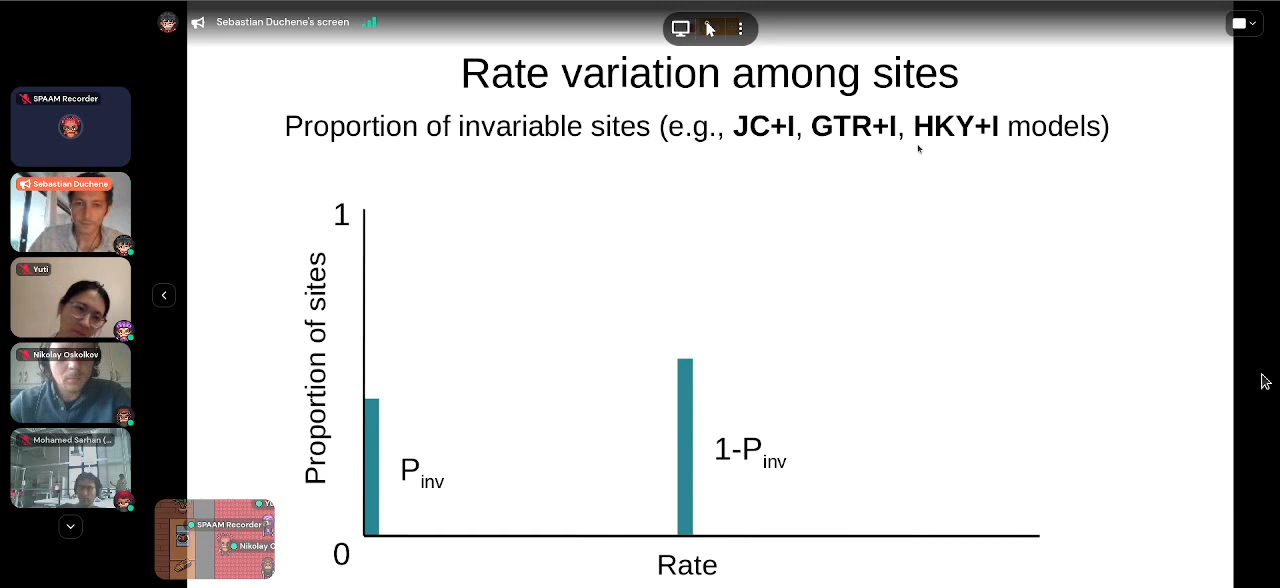 Sebastian Duchene's screen
SPAAM Recorder
Sebastian Duchene
Yuti
Nikolay Oskolkov
Mohamed Sarhan (...
SPAAM Recorder
Nikolay O
Rate variation among sites
Proportion of invariable sites (e.g., JC+I, GTR+I, HKY+I models)
1
Proportion of sites
P inv
1-P inv
0
Rate